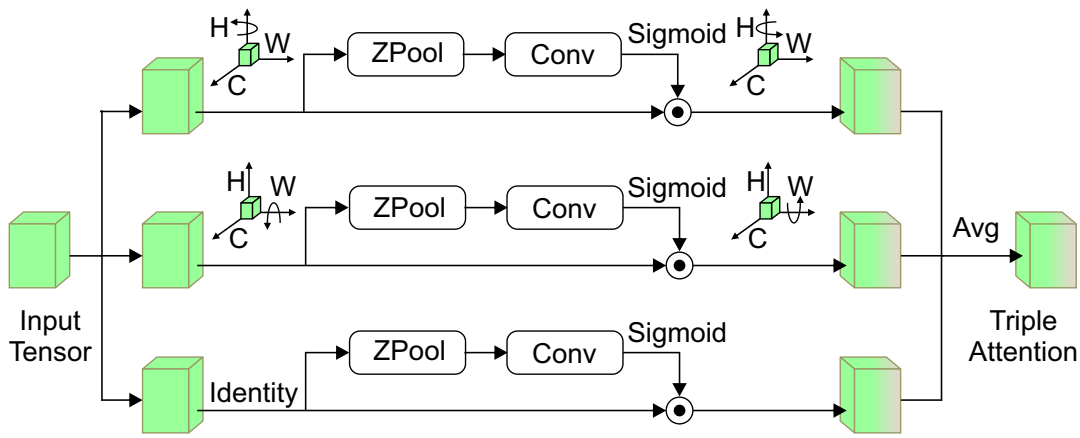 H W C ZPool Conv Sigmoid H W C
H W C ZPool Conv Sigmoid H W C
Avg
Input
Tensor
Identity ZPool Conv Sigmoid
Triple
Attention